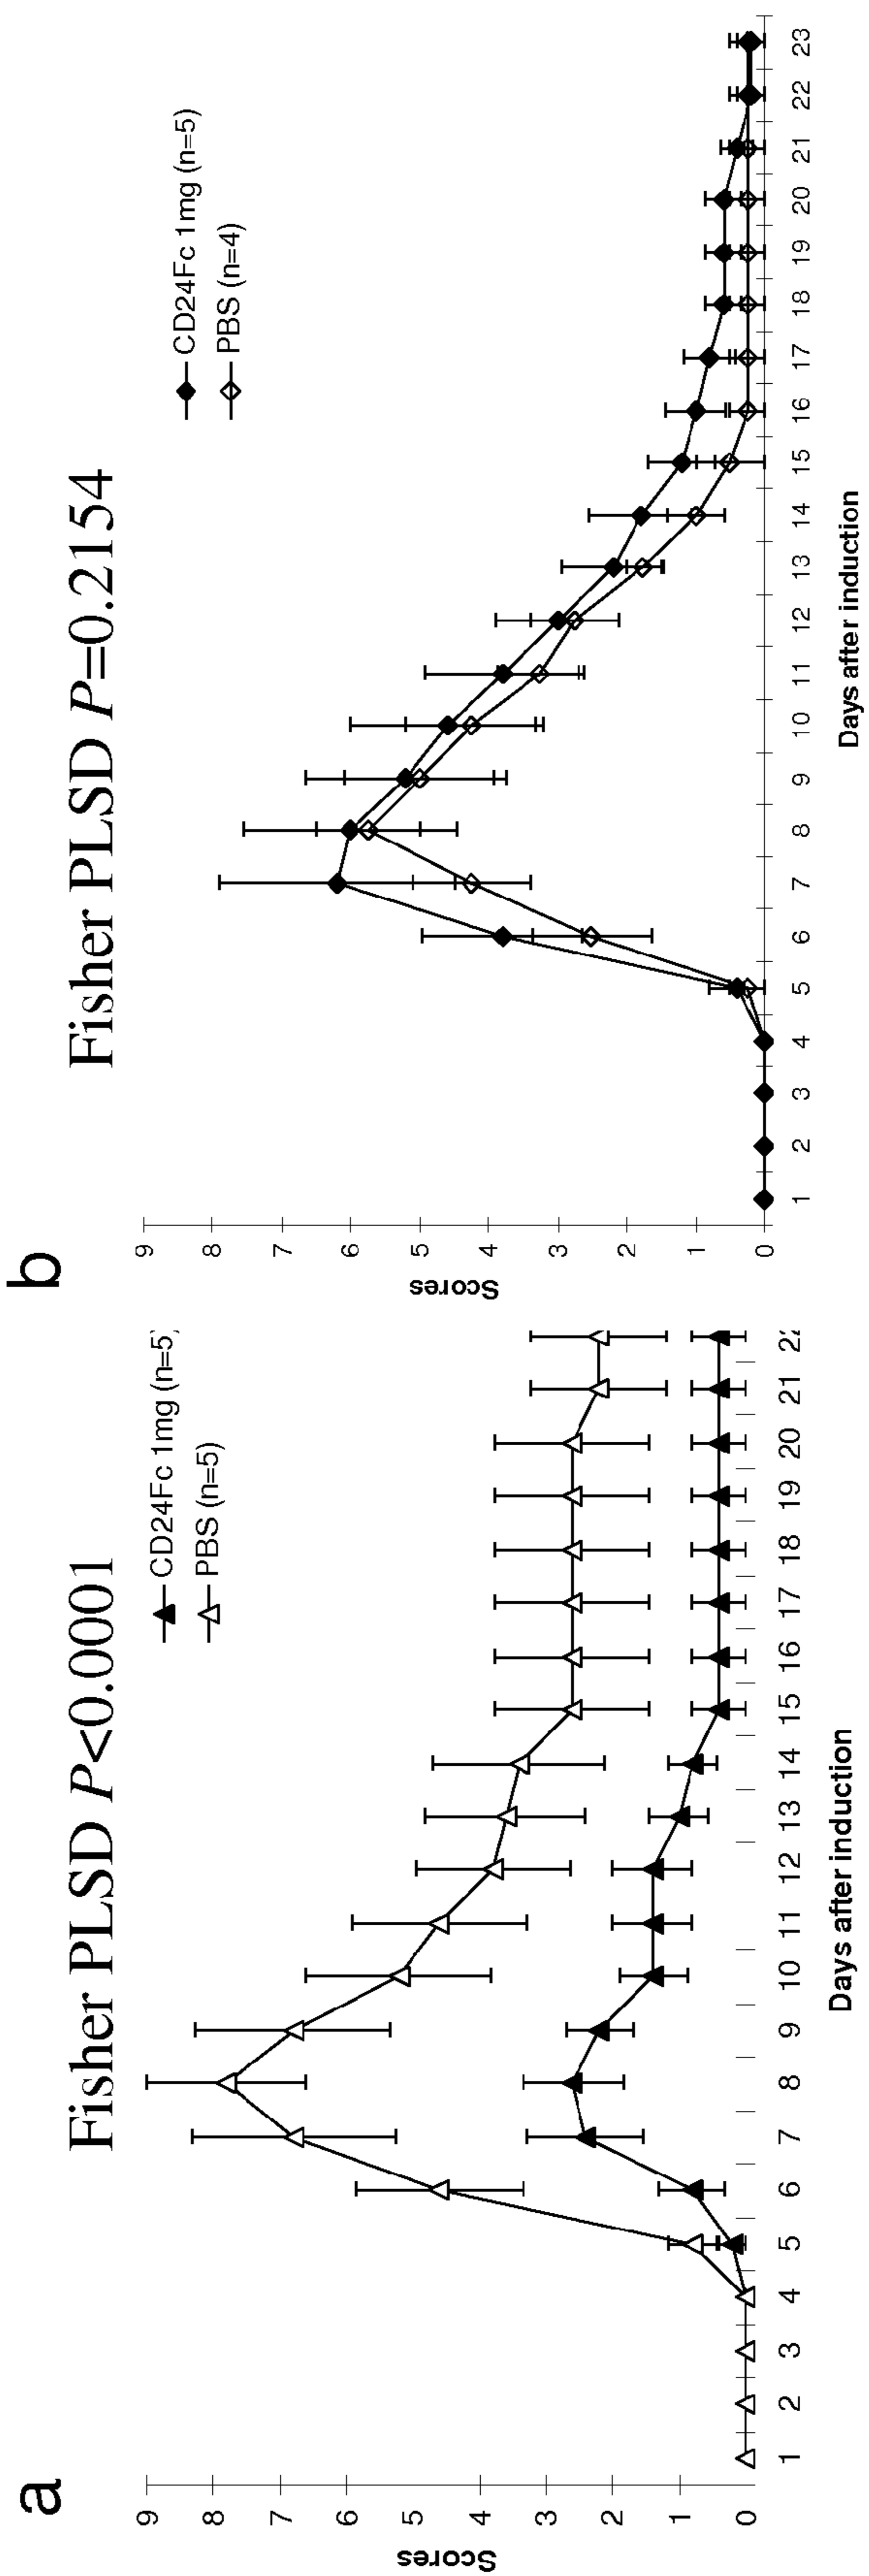 a
Fisher PLSD P<0.0001
CD24Fc 1mg (n=5)
PBS (n=5)
Scores
9
8
7
6
5
4
3
2
1
0
1 2 3 4 5 6 7 8 9 10 11 12 13 14 15 16 17 18 19 20 21
Days after induction
b
Fisher PLSD P=0.2154
CD24Fc 1mg (n=5)
PBS (n=4)
Scores
9
8
7
6
5
4
3
2
1
0
1 2 3 4 5 6 7 8 9 10 11 12 13 14 15 16 17 18 19 20 21 22 23
Days after induction